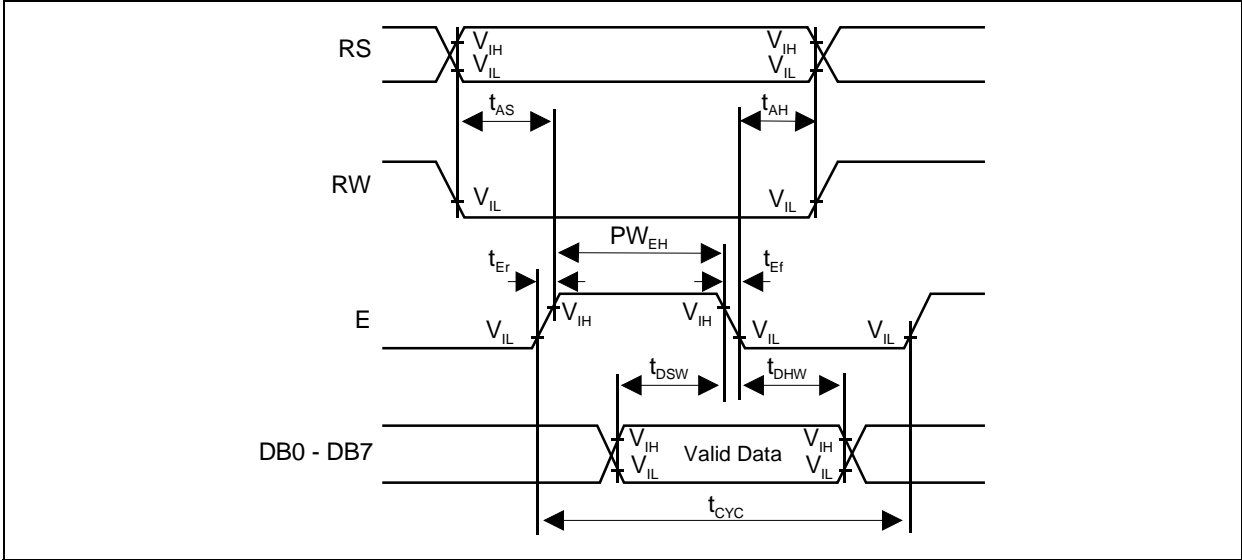 RS
V_IH
V_IH
V_IL
V_IL
t_AS
t_AH
RW
V_IL
V_IL
PW_EH
t_Er
t_Ef
E
V_IL
V_IH
V_IH
V_IL
V_IL
t_DSW
t_DHW
DB0 - DB7
V_IH
Valid Data
V_IH
V_IL
V_IL
t_CYC